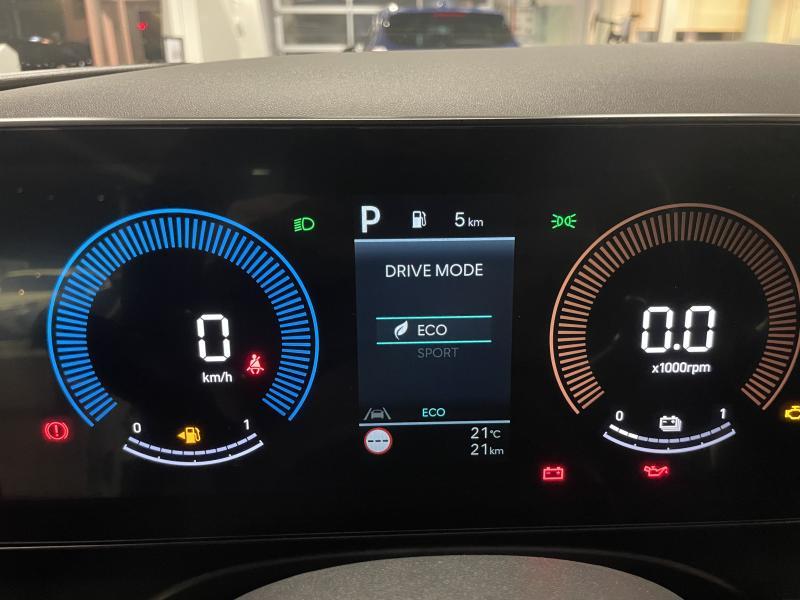 P 5 km
DRIVE MODE
ECO
SPORT
ECO
21°C
21 km
0
km/h
0 1
0.0
x1000rpm
0 1